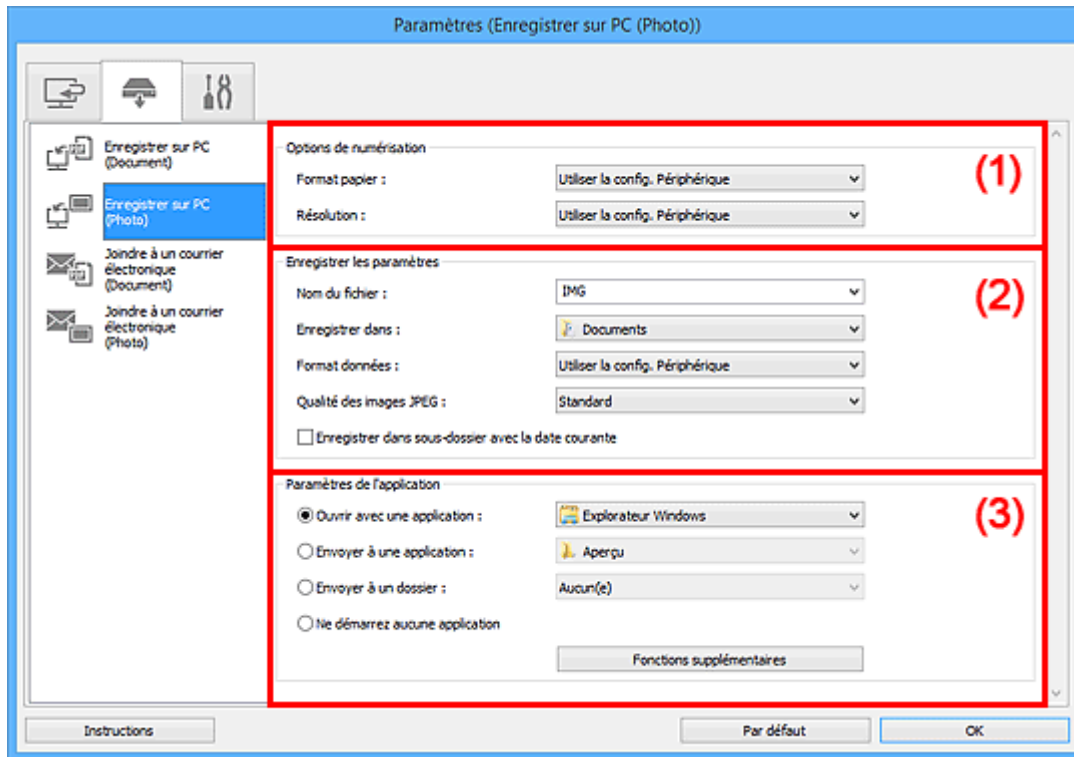 Paramètres (Enregistrer sur PC (Photo))
Enregistrer sur PC
(Document)
Enregistrer sur PC
(Photo)
Joindre à un courrier
électronique
(Document)
Joindre à un courrier
électronique
(Photo)
Options de numérisation
(1)
Format papier : Utiliser la config. Périphérique
Résolution : Utiliser la config. Périphérique
Enregistrer les paramètres
(2)
Nom du fichier : IMG
Enregistrer dans : Documents
Format données : Utiliser la config. Périphérique
Qualité des images JPEG : Standard
Enregistrer dans sous-dossier avec la date courante
Paramètres de l'application
(3)
Ouvrir avec une application : Explorateur Windows
Envoyer à une application : Aperçu
Envoyer à un dossier : Aucun(e)
Ne démarrez aucune application
Fonctions supplémentaires
Instructions Par défaut OK